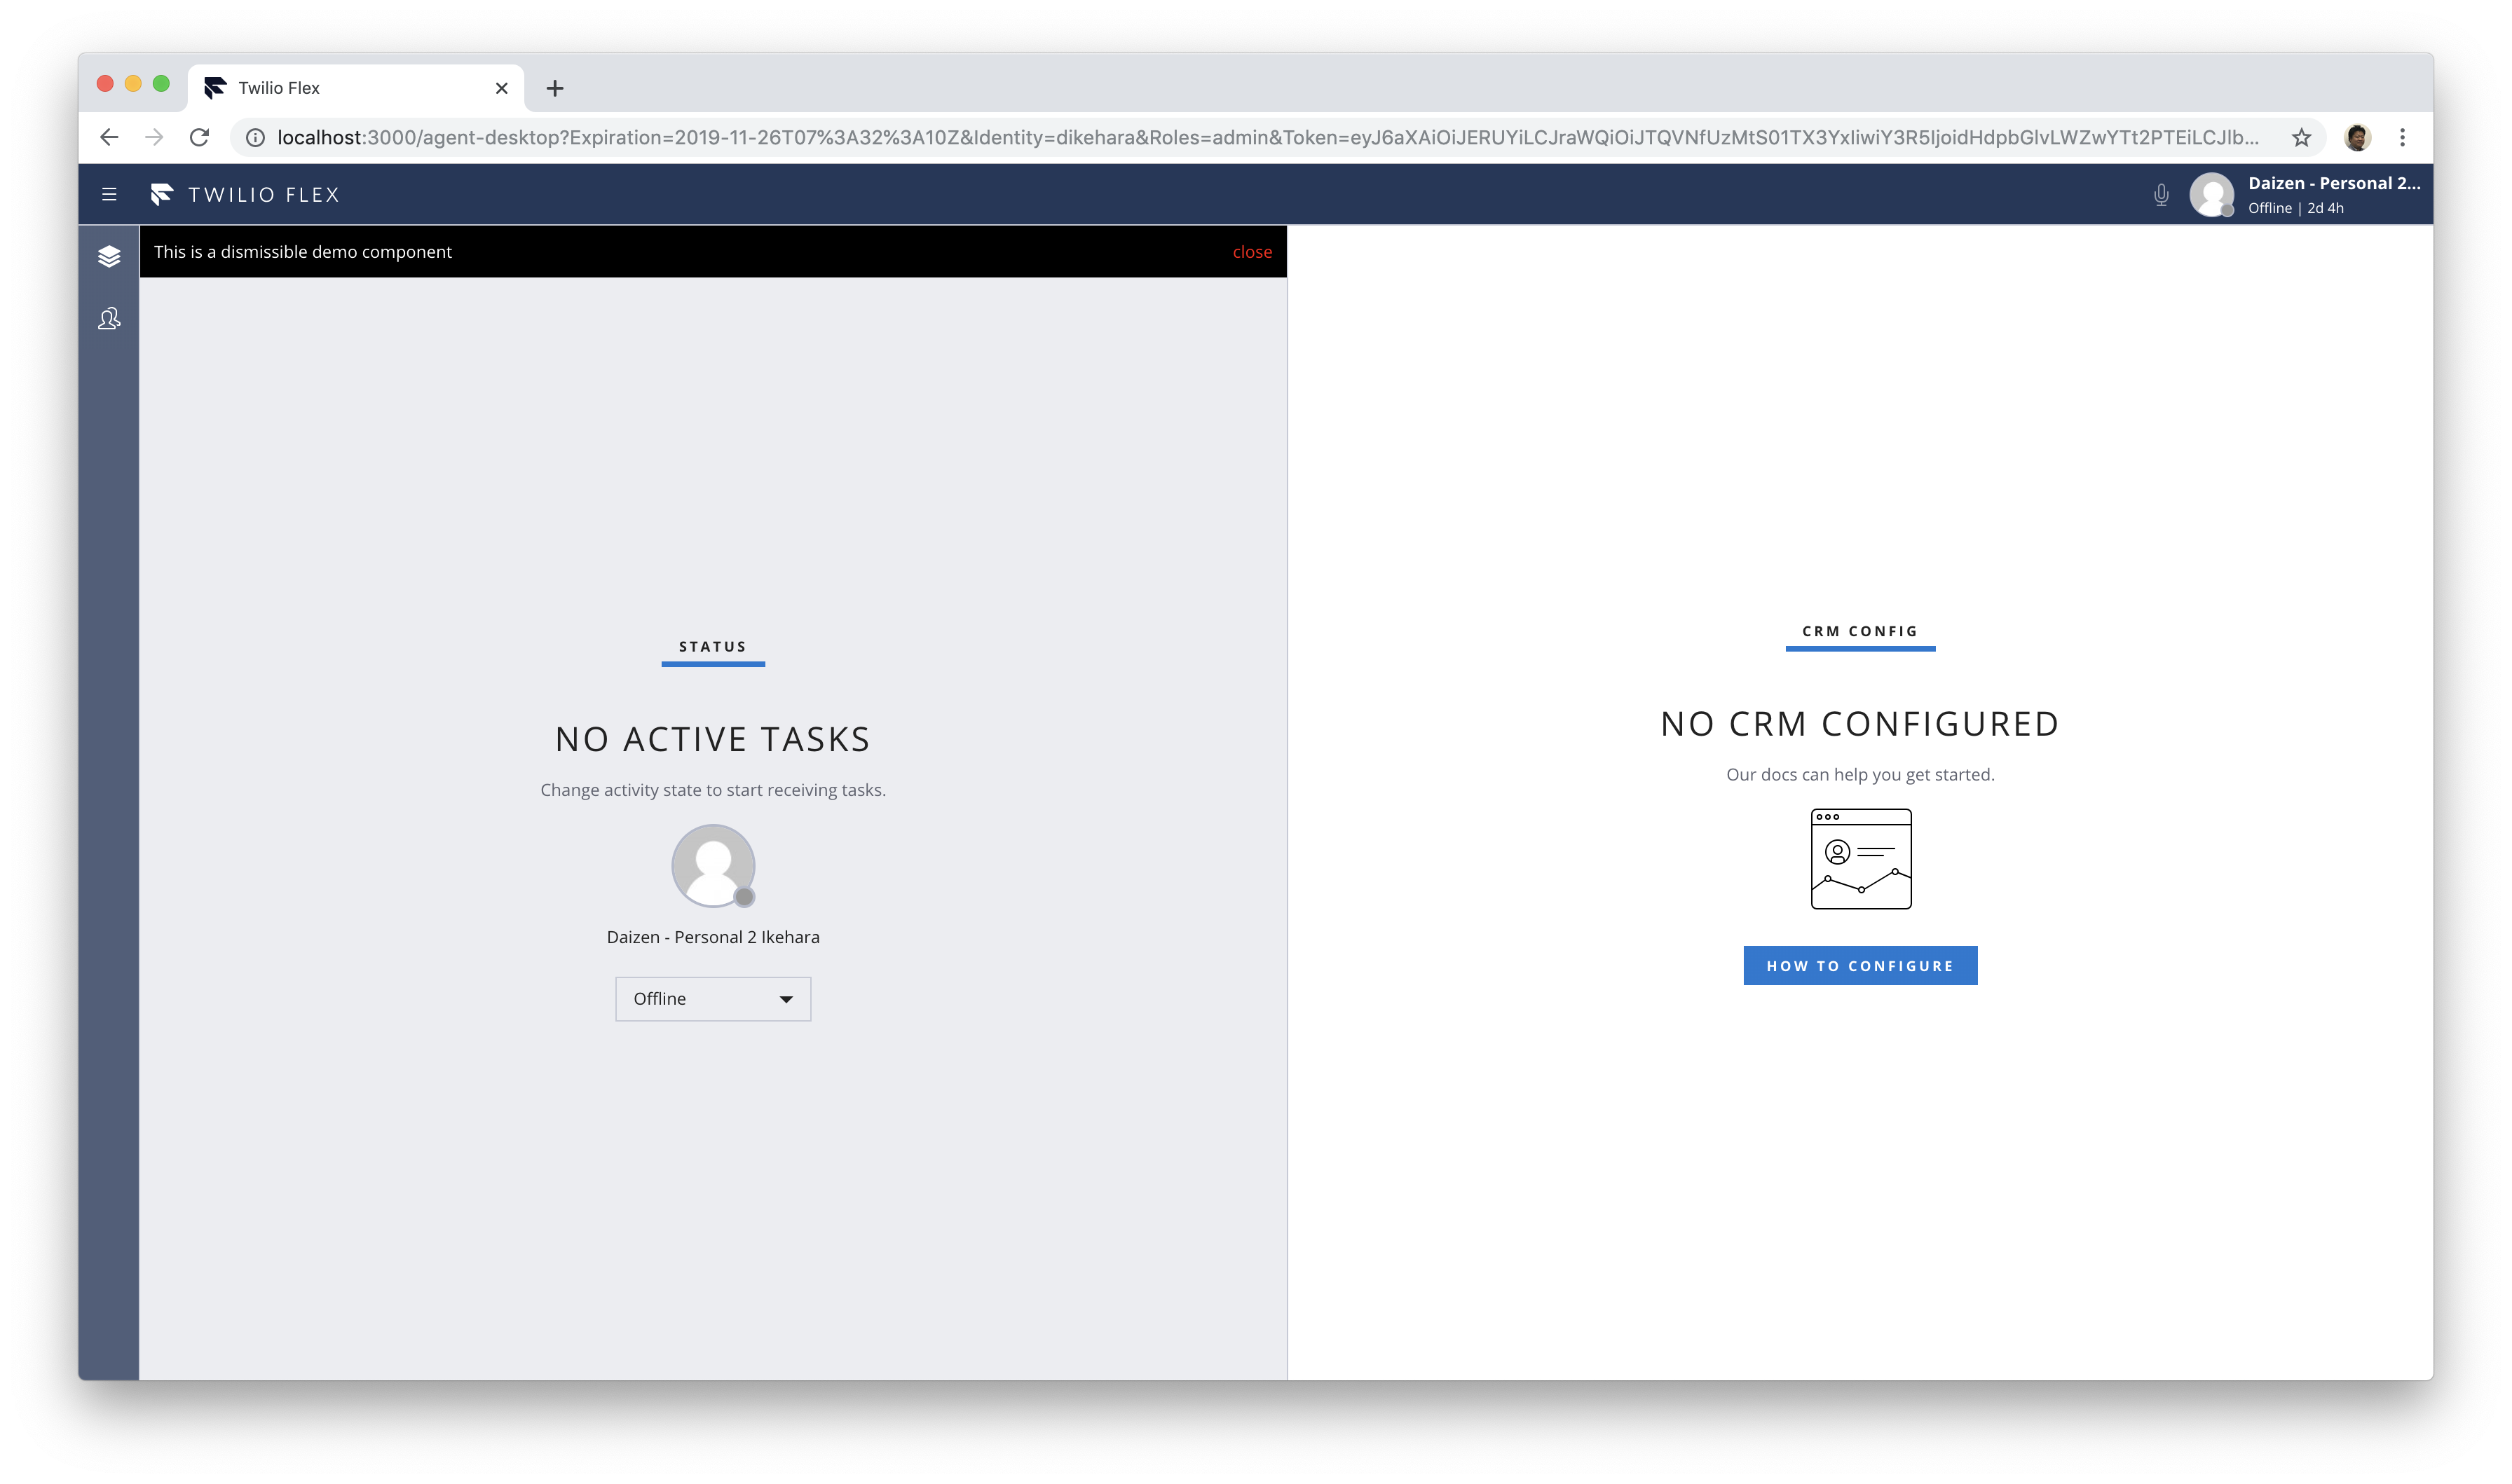 Twilio Flex
localhost:3000/agent-desktop?Expiration=2019-11-26T07%3A32%3A10Z&Identity=dikehara&Roles=admin&Token=eyJ6aXAiOiJERUYiLCJraWQiOiJTQVNfUzMtS01TX3YxIiwiY3R5IjoidHdpbGlvLWZwYTt2PTEiLCJlb...
TWILIO FLEX
Daizen - Personal 2...
Offline | 2d 4h
This is a dismissible demo component
close
STATUS
NO ACTIVE TASKS
Change activity state to start receiving tasks.
Daizen - Personal 2 Ikehara
Offline
CRM CONFIG
NO CRM CONFIGURED
Our docs can help you get started.
HOW TO CONFIGURE